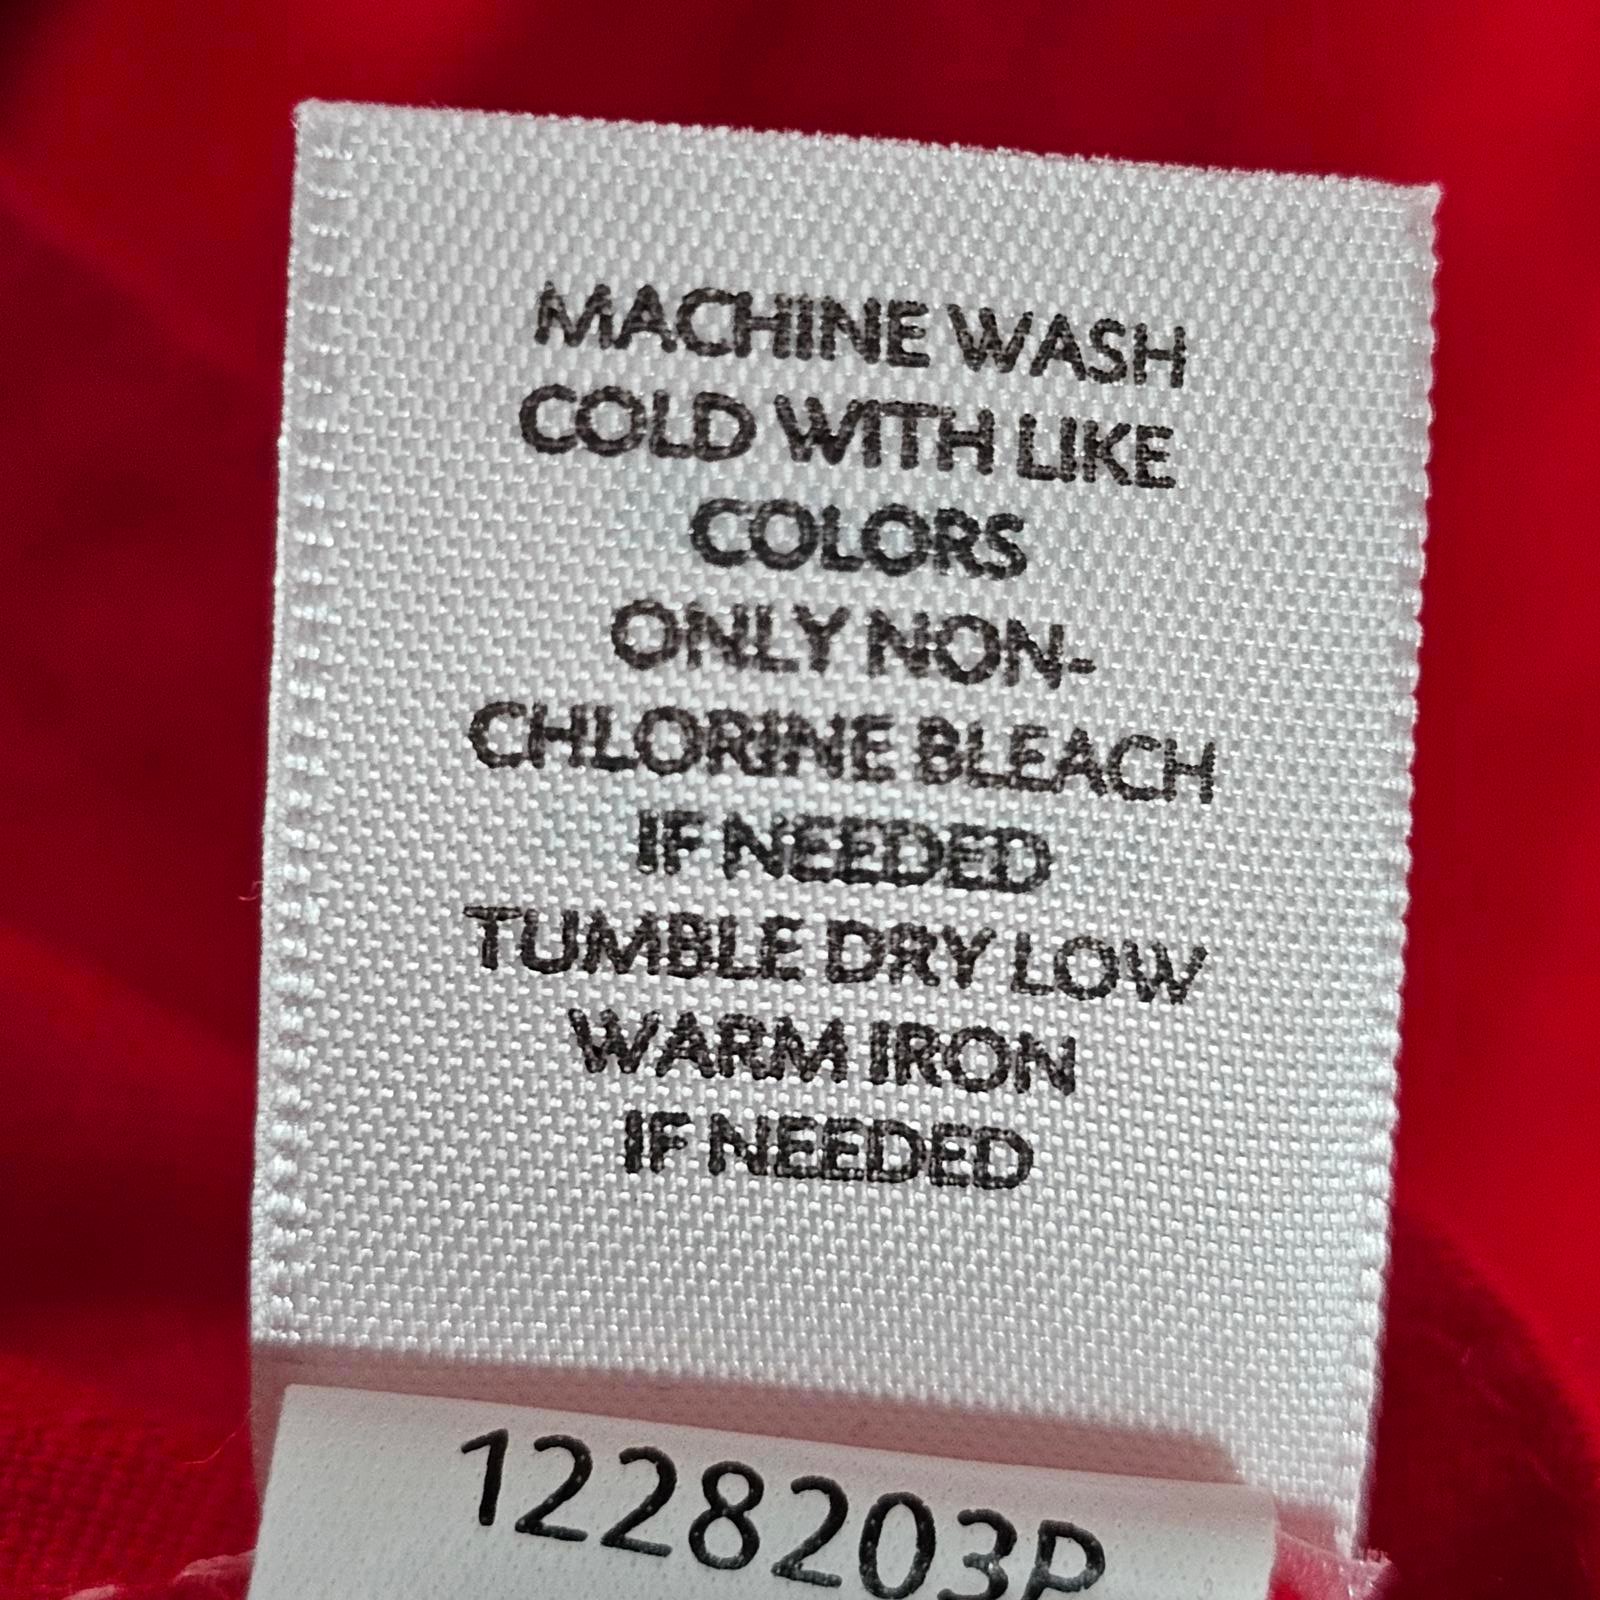 MACHINE WASH
COLD WITH LIKE
COLORS
ONLY NON-
CHLORINE BLEACH
IF NEEDED
TUMBLE DRY LOW
WARM IRON
IF NEEDED
1228203P